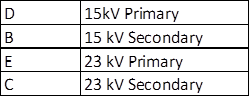 D 15kV Primary
B 15 kV Secondary
E 23 kV Primary
C 23 kV Secondary